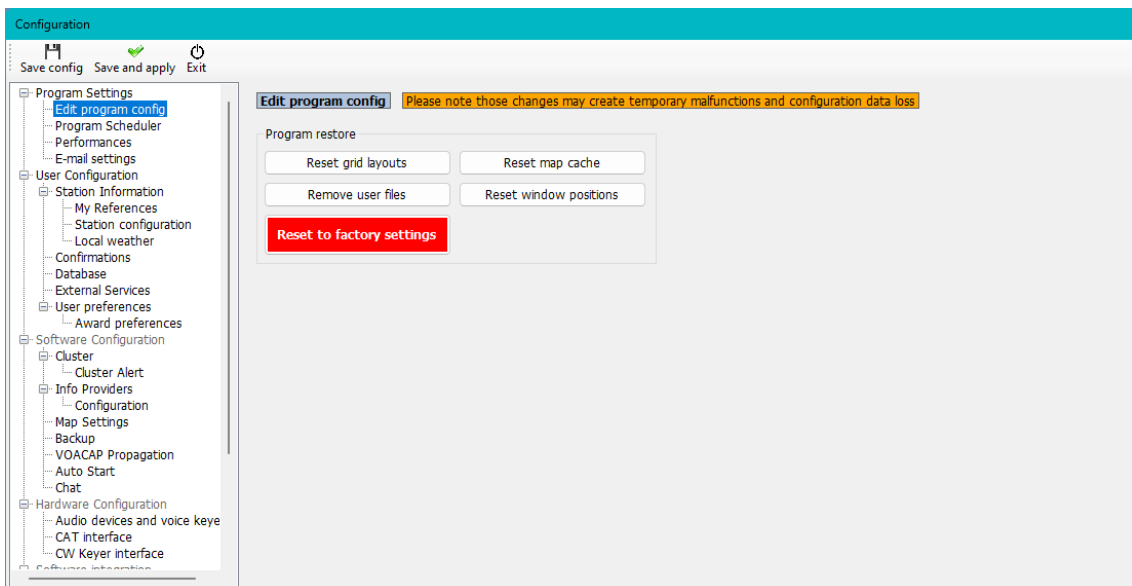 Configuration
Save config Save and apply Exit
Program Settings
Edit program config
Program Scheduler
Performances
E-mail settings
User Configuration
Station Information
My References
Station configuration
Local weather
Confirmations
Database
External Services
User preferences
Award preferences
Software Configuration
Cluster
Cluster Alert
Info Providers
Configuration
Map Settings
Backup
VOACAP Propagation
Auto Start
Chat
Hardware Configuration
Audio devices and voice keye
CAT interface
CW Keyer interface
Software integration
Edit program config Please note those changes may create temporary malfunctions and configuration data loss
Program restore
Reset grid layouts Reset map cache
Remove user files Reset window positions
Reset to factory settings